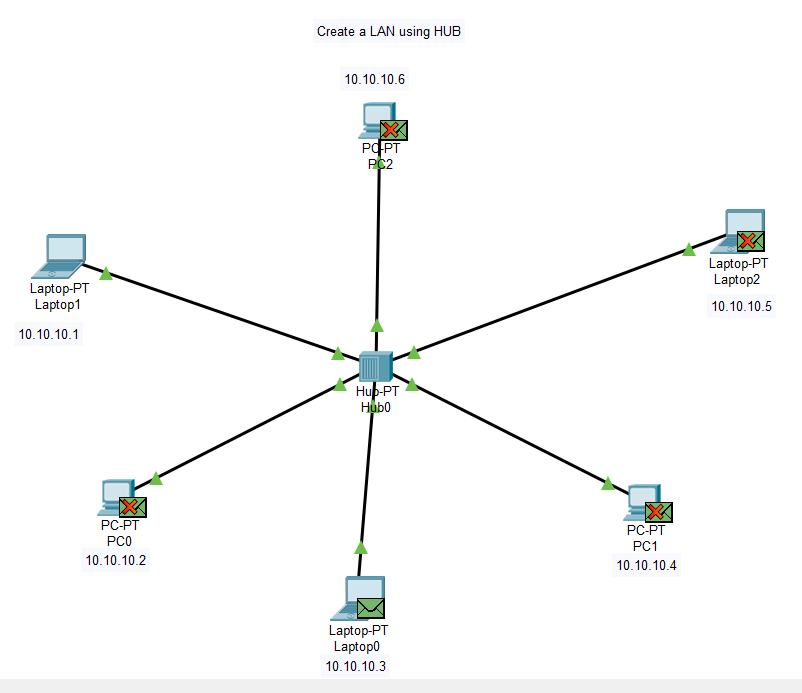 Create a LAN using HUB
10.10.10.6
PC-PT
PC2
Laptop-PT
Laptop1
10.10.10.1
Laptop-PT
Laptop2
10.10.10.5
Hub-PT
Hub0
PC-PT
PC0
10.10.10.2
PC-PT
PC1
10.10.10.4
Laptop-PT
Laptop0
10.10.10.3